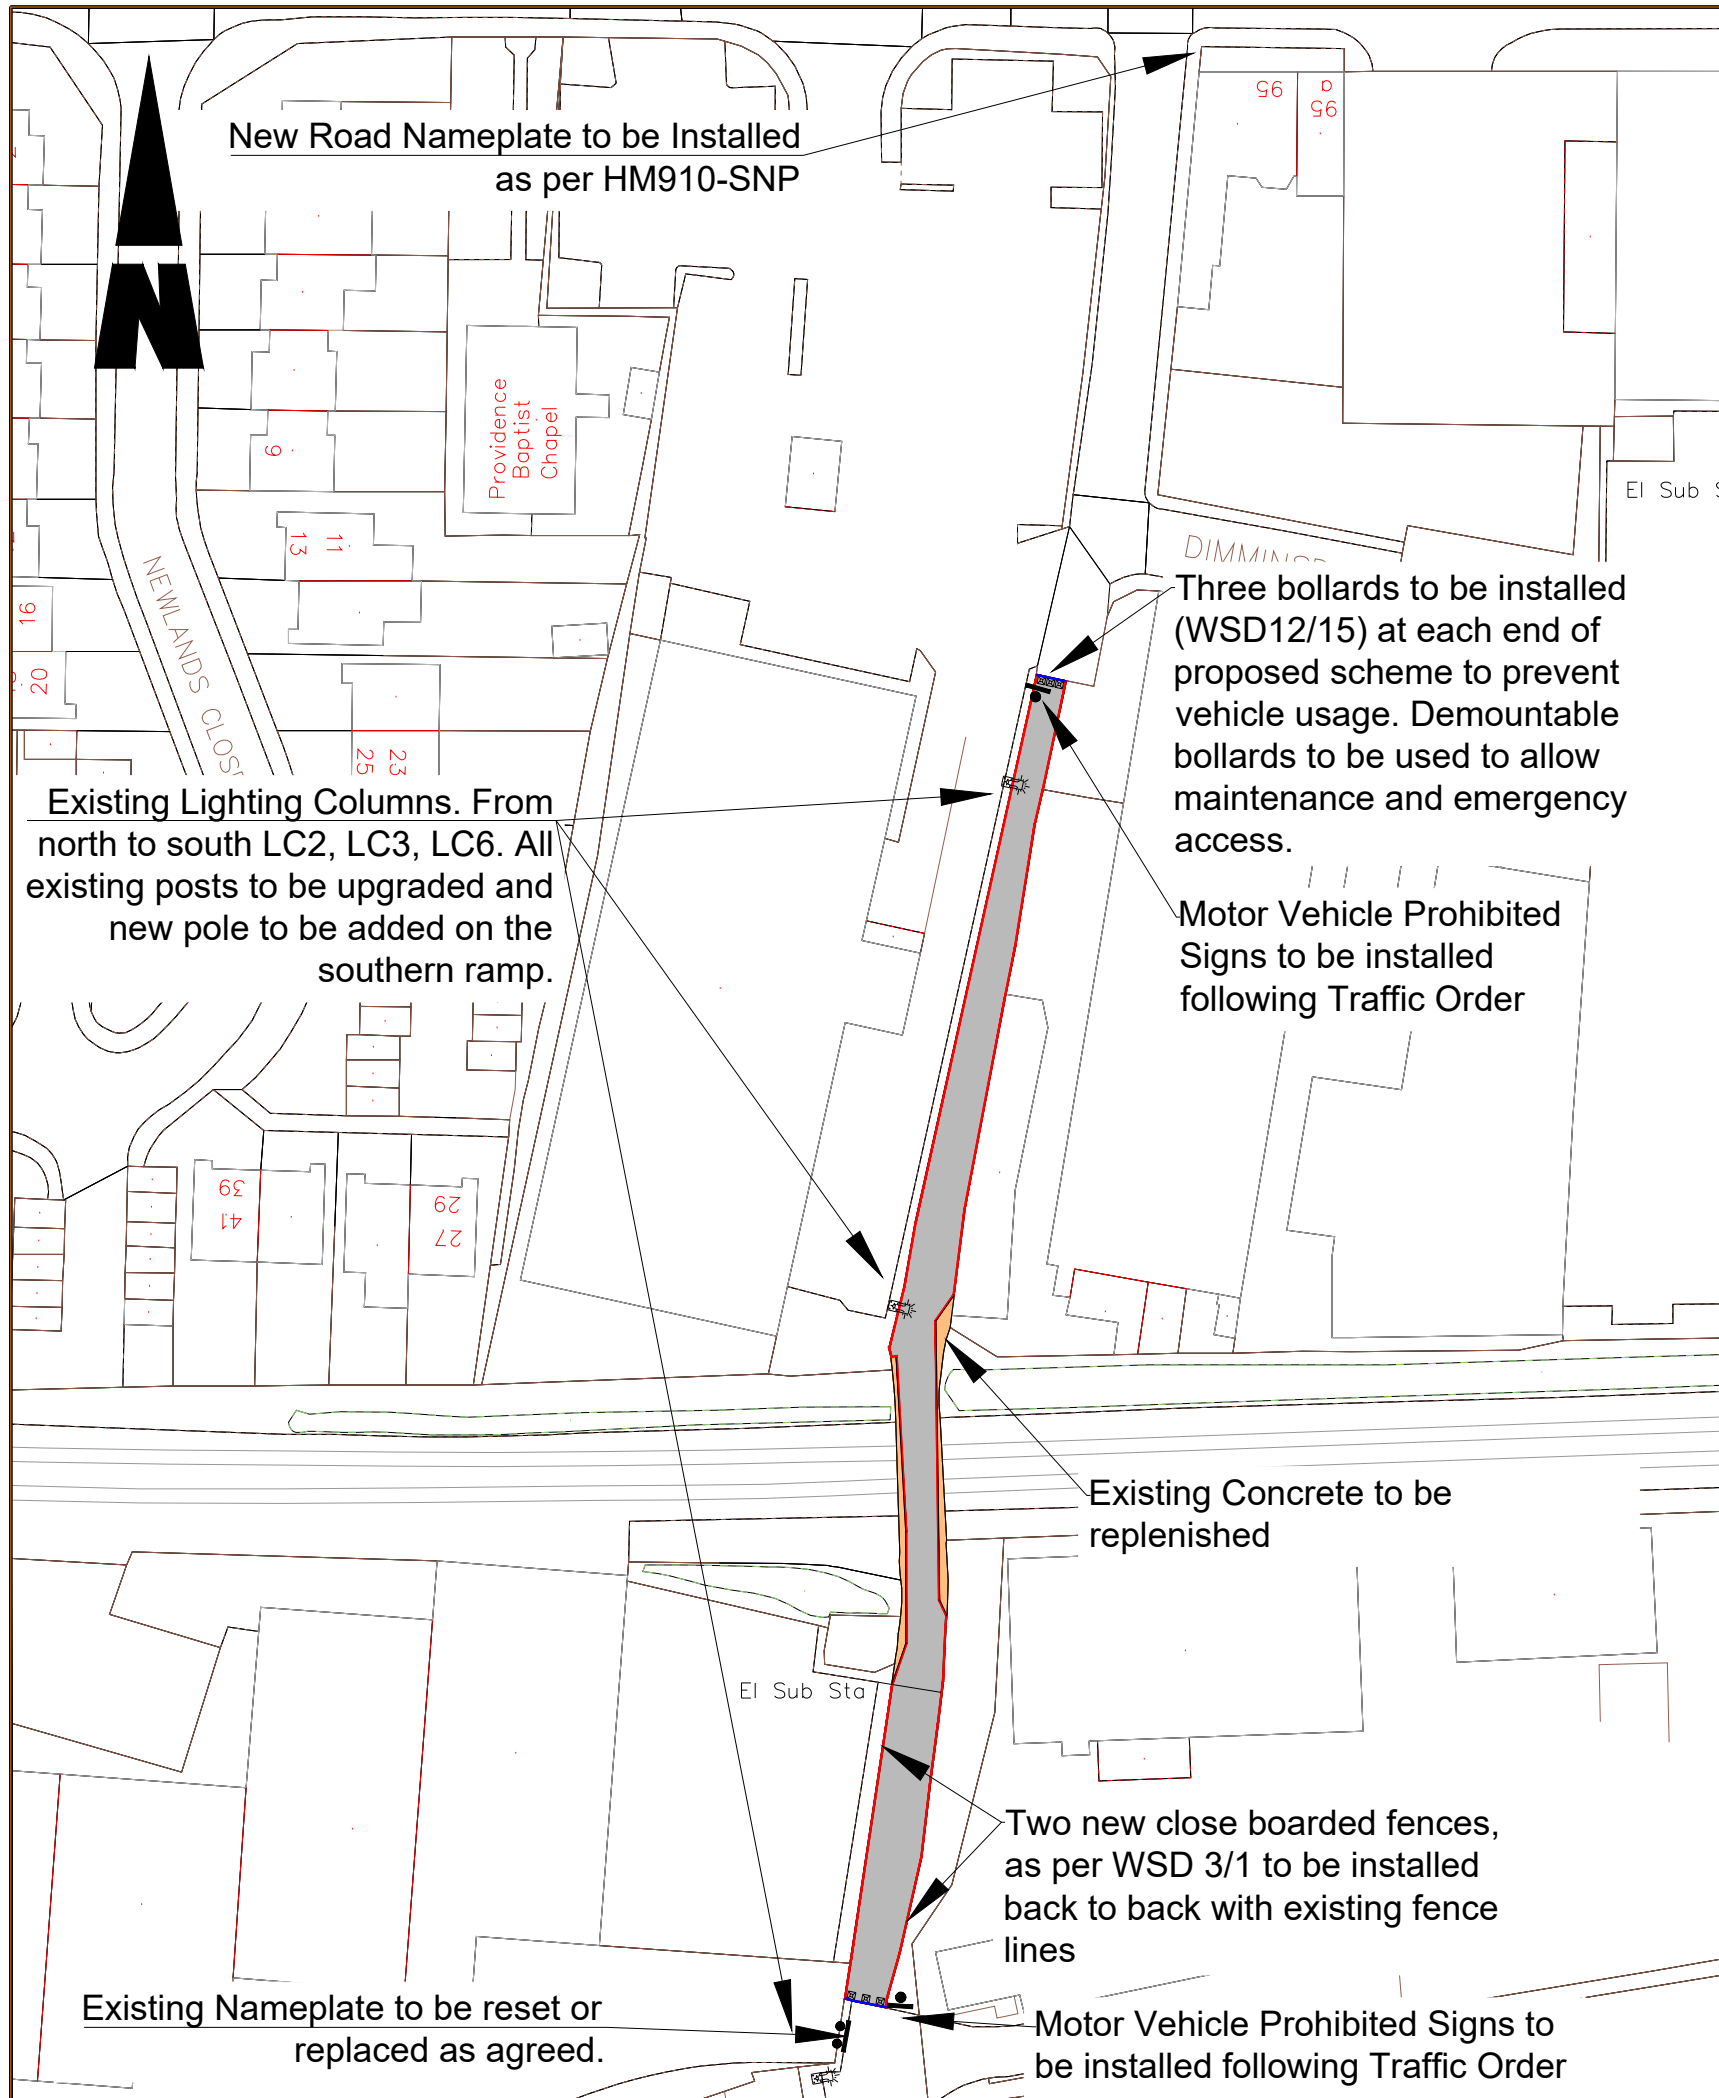 New Road Nameplate to be Installed
as per HM910-SNP
95
95
a
Providence
Baptist
Chapel
9
El Sub
13
11
NEWLANDS CLOSE
16
20
25
23
Three bollards to be installed
(WSD12/15) at each end of
proposed scheme to prevent
vehicle usage. Demountable
bollards to be used to allow
maintenance and emergency
access.
Existing Lighting Columns. From
north to south LC2, LC3, LC6. All
existing posts to be upgraded and
new pole to be added on the
southern ramp.
Motor Vehicle Prohibited
Signs to be installed
following Traffic Order
39
41
29
27
Existing Concrete to be
replenished
El Sub Sta
Two new close boarded fences,
as per WSD 3/1 to be installed
back to back with existing fence
lines
Existing Nameplate to be reset or
replaced as agreed.
Motor Vehicle Prohibited Signs to
be installed following Traffic Order
N